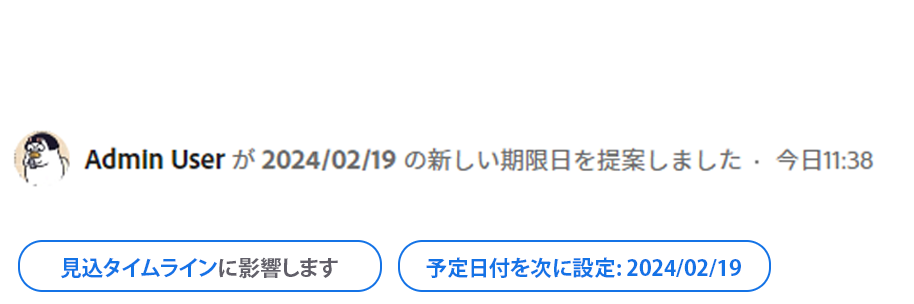 Admin User が 2024/02/19 の新しい期限日を提案しました · 今日11:38
見込タイムラインに影響します
予定日付を次に設定: 2024/02/19